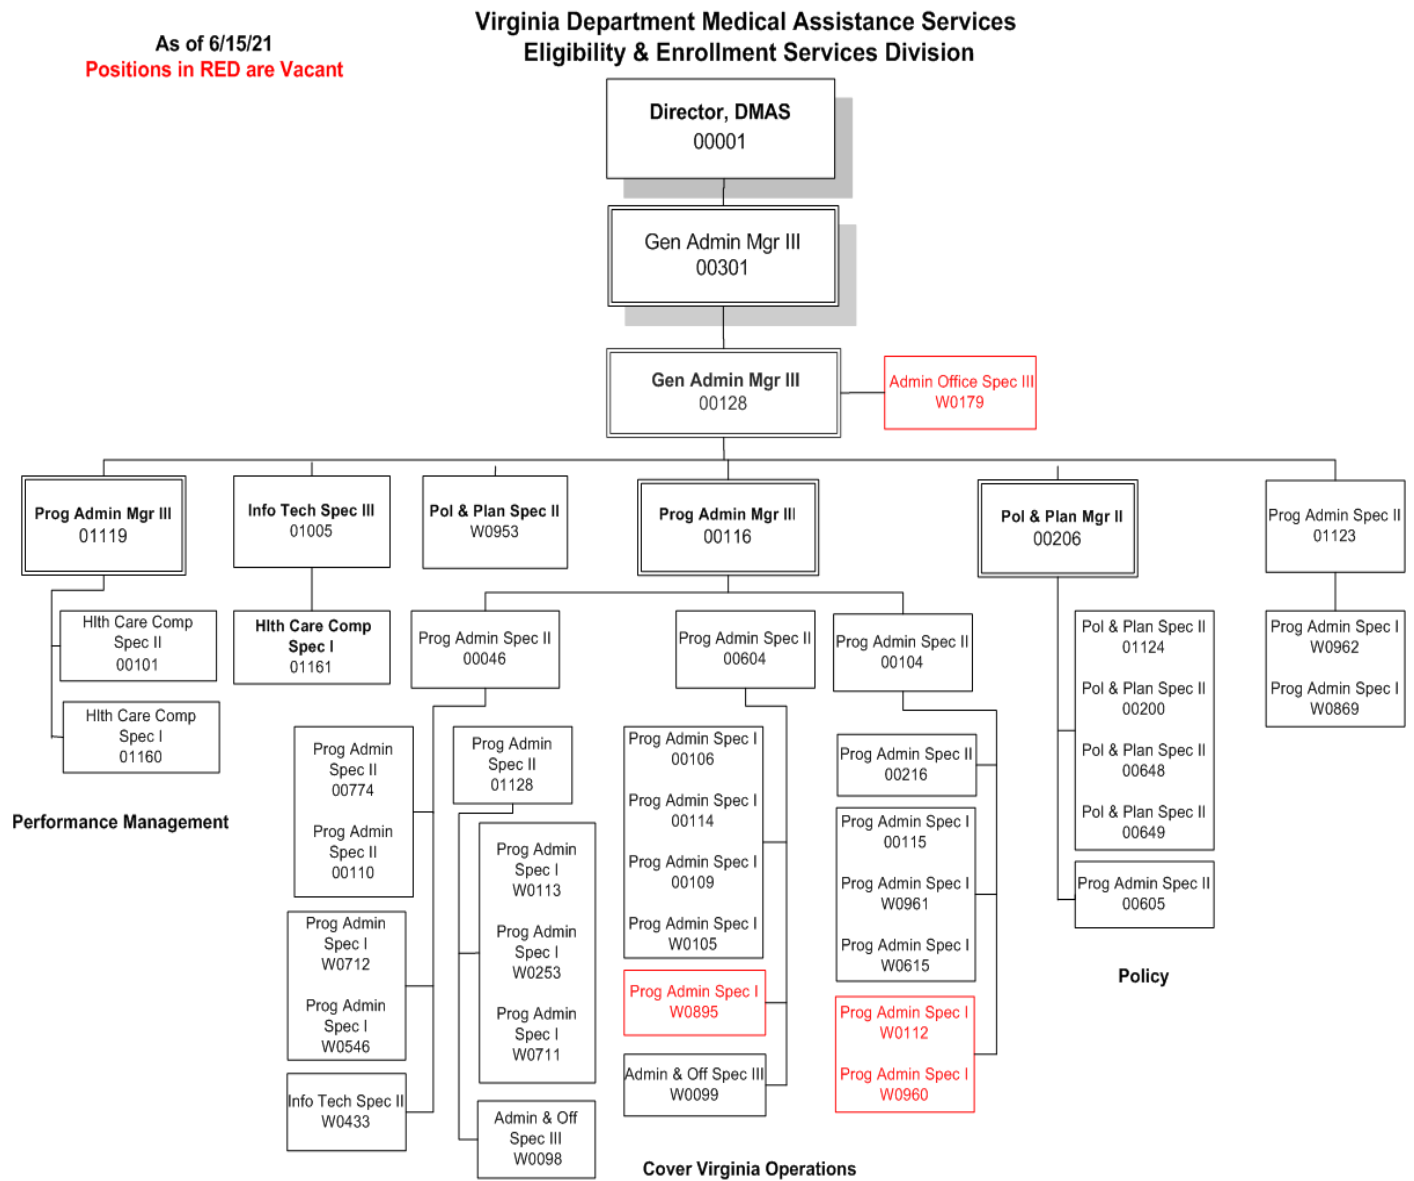 Virginia Department Medical Assistance Services
Eligibility & Enrollment Services Division
As of 6/15/21
Positions in RED are Vacant
Director, DMAS
00001
Gen Admin Mgr III
00301
Gen Admin Mgr III
00128
Admin Office Spec III
W0179
Prog Admin Mgr III
01119
Info Tech Spec III
01005
Pol & Plan Spec II
W0953
Prog Admin Mgr III
00116
Pol & Plan Mgr II
00206
Prog Admin Spec II
01123
Hlth Care Comp
Spec II
00101
Hlth Care Comp
Spec I
01160
Performance Management
Hlth Care Comp
Spec I
01161
Prog Admin Spec II
00046
Prog Admin
Spec II
00774
Prog Admin
Spec II
00110
Prog Admin
Spec I
W0712
Prog Admin
Spec I
W0546
Info Tech Spec II
W0433
Prog Admin
Spec II
01128
Prog Admin
Spec I
W0113
Prog Admin
Spec I
W0253
Prog Admin
Spec I
W0711
Admin & Off
Spec III
W0098
Prog Admin Spec II
00604
Prog Admin Spec I
00106
Prog Admin Spec I
00114
Prog Admin Spec I
00109
Prog Admin Spec I
W0105
Prog Admin Spec I
W0895
Admin & Off Spec III
W0099
Prog Admin Spec II
00104
Prog Admin Spec II
00216
Prog Admin Spec I
00115
Prog Admin Spec I
W0961
Prog Admin Spec I
W0615
Prog Admin Spec I
W0112
Prog Admin Spec I
W0960
Cover Virginia Operations
Pol & Plan Spec II
01124
Pol & Plan Spec II
00200
Pol & Plan Spec II
00648
Pol & Plan Spec II
00649
Prog Admin Spec II
00605
Policy
Prog Admin Spec I
W0962
Prog Admin Spec I
W0869